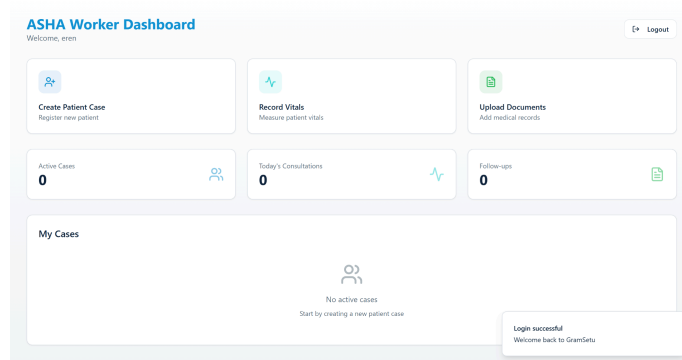 ASHA Worker Dashboard
Welcome, eren
Logout
Create Patient Case
Register new patient
Record Vitals
Measure patient vitals
Upload Documents
Add medical records
Active Cases
0
Today's Consultations
0
Follow-ups
0
My Cases
No active cases
Start by creating a new patient case
Login successful
Welcome back to GramSetu